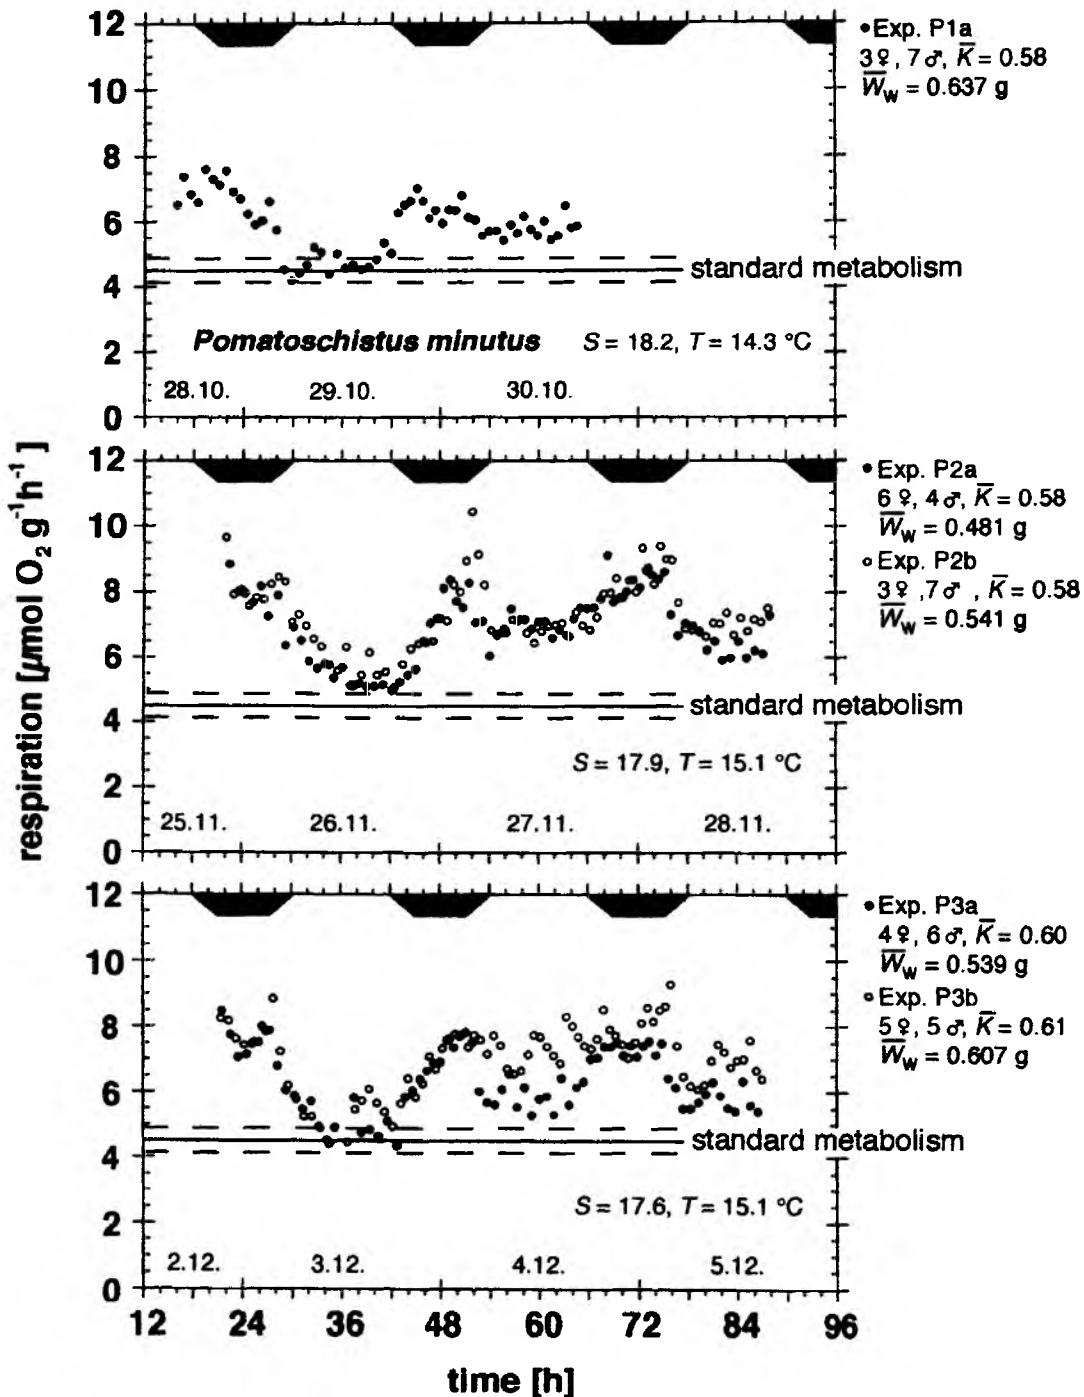 respiration [µmol O₂ g⁻¹h⁻¹]
12
10
8
6
4
2
0
• Exp. P1a
3♀, 7♂, K̅ = 0.58
W̅w = 0.637 g
standard metabolism
Pomatoschistus minutus
S = 18.2, T = 14.3 °C
28.10.
29.10.
30.10.
12
10
8
6
4
2
0
• Exp. P2a
6♀, 4♂, K̅ = 0.58
W̅w = 0.481 g
○ Exp. P2b
3♀ ,7♂ , K̅ = 0.58
W̅w = 0.541 g
standard metabolism
S = 17.9, T = 15.1 °C
25.11.
26.11.
27.11.
28.11.
12
10
8
6
4
2
0
• Exp. P3a
4♀, 6♂, K̅ = 0.60
W̅w = 0.539 g
○ Exp. P3b
5♀, 5♂, K̅ = 0.61
W̅w = 0.607 g
standard metabolism
S = 17.6, T = 15.1 °C
2.12.
3.12.
4.12.
5.12.
12 24 36 48 60 72 84 96
time [h]